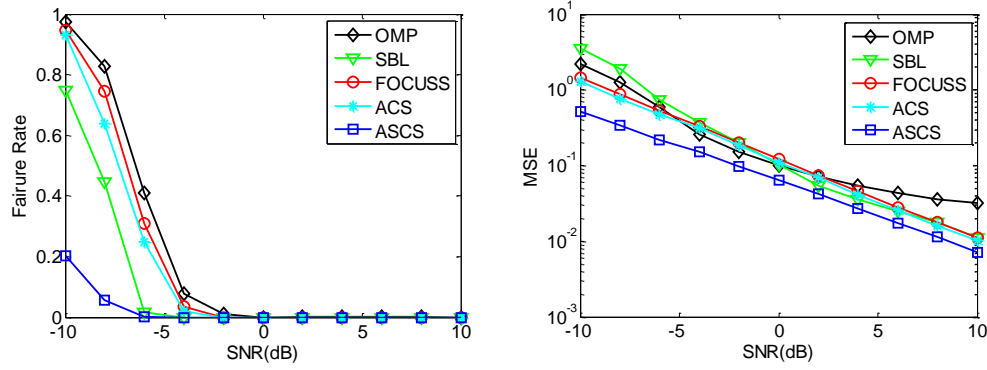 1
0.8
0.6
0.4
0.2
0
Fairure Rate
-10
-5
0
5
10
SNR(dB)
OMP
SBL
FOCUSS
ACS
ASCS
10^1
10^0
10^-1
10^-2
10^-3
MSE
-10
-5
0
5
10
SNR(dB)
OMP
SBL
FOCUSS
ACS
ASCS